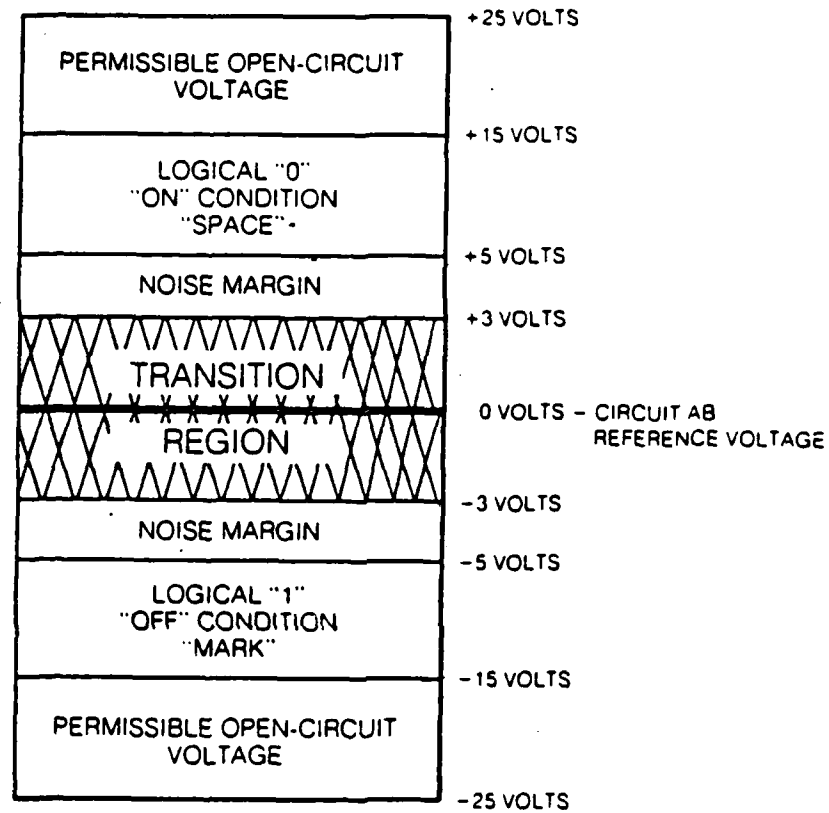 +25 VOLTS
PERMISSIBLE OPEN-CIRCUIT
VOLTAGE
+15 VOLTS
LOGICAL "0"
"ON" CONDITION
"SPACE"-
+5 VOLTS
NOISE MARGIN
+3 VOLTS
TRANSITION
0 VOLTS – CIRCUIT AB
REFERENCE VOLTAGE
REGION
-3 VOLTS
NOISE MARGIN
-5 VOLTS
LOGICAL "1"
"OFF" CONDITION
"MARK"
-15 VOLTS
PERMISSIBLE OPEN-CIRCUIT
VOLTAGE
-25 VOLTS